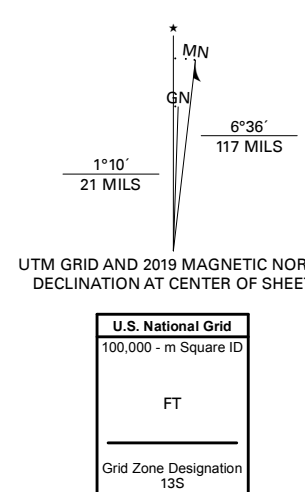 ★
MN
GN
6°36´
117 MILS
1°10´
21 MILS
UTM GRID AND 2019 MAGNETIC NOR
DECLINATION AT CENTER OF SHEE
U.S. National Grid
100,000 - m Square ID
FT
Grid Zone Designation
13S